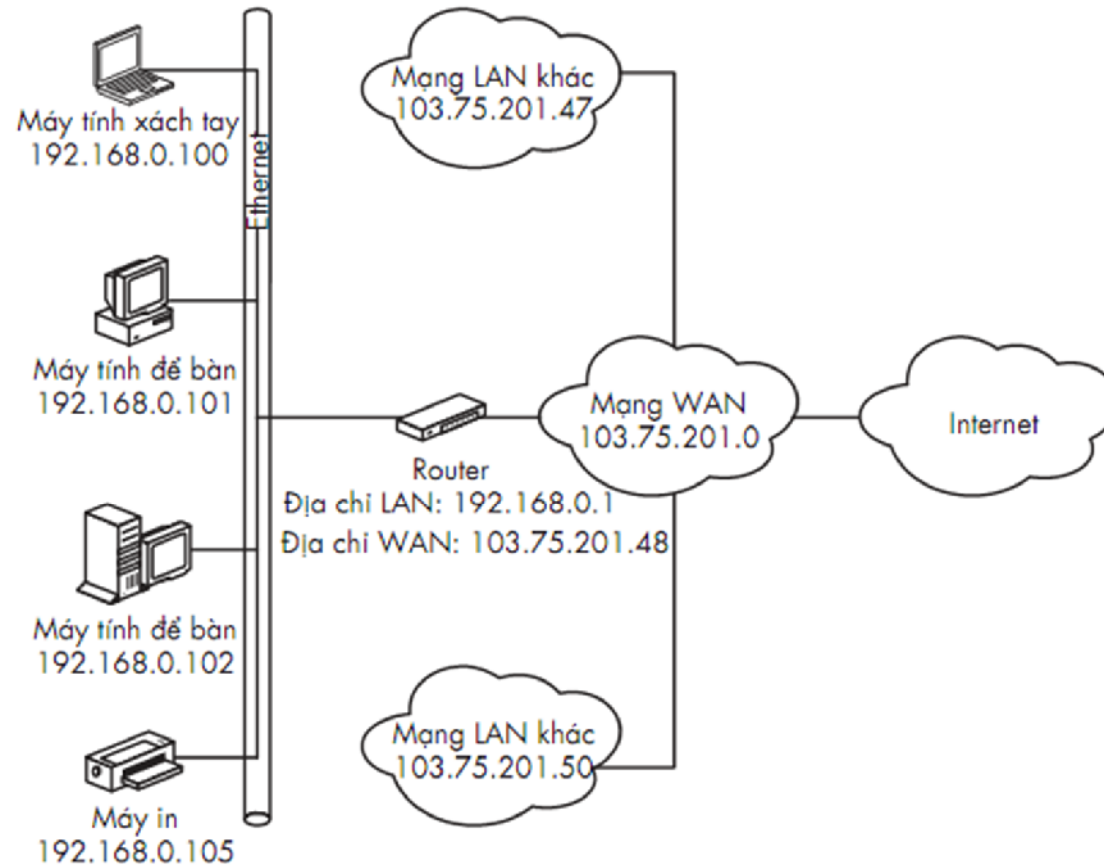 Máy tính xách tay
192.168.0.100
Ethernet
Máy tính để bàn
192.168.0.101
Máy tính để bàn
192.168.0.102
Máy in
192.168.0.105
Mạng LAN khác
103.75.201.47
Router
Địa chỉ LAN: 192.168.0.1
Địa chỉ WAN: 103.75.201.48
Mạng WAN
103.75.201.0
Internet
Mạng LAN khác
103.75.201.50